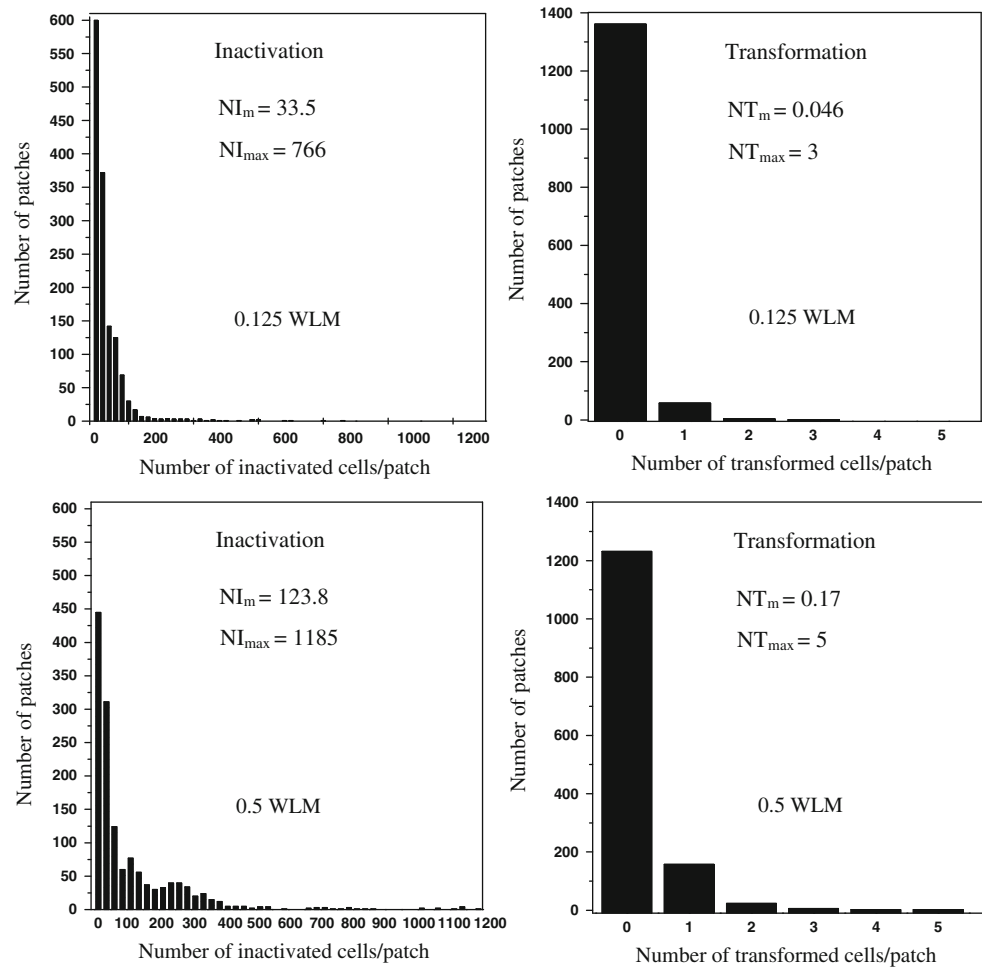 600
550
500
450
400
350
300
250
200
150
100
50
0
Number of patches
Inactivation
NIm = 33.5
NImax = 766
0.125 WLM
0 200 400 600 800 1000 1200
Number of inactivated cells/patch
1400
1200
1000
800
600
400
200
0
Number of patches
Transformation
NTm = 0.046
NTmax = 3
0.125 WLM
0 1 2 3 4 5
Number of transformed cells/patch
600
550
500
450
400
350
300
250
200
150
100
50
0
Number of patches
Inactivation
NIm = 123.8
NImax = 1185
0.5 WLM
0 100 200 300 400 500 600 700 800 900 1000 1100 1200
Number of inactivated cells/patch
1400
1200
1000
800
600
400
200
0
Number of patches
Transformation
NTm = 0.17
NTmax = 5
0.5 WLM
0 1 2 3 4 5
Number of transformed cells/patch